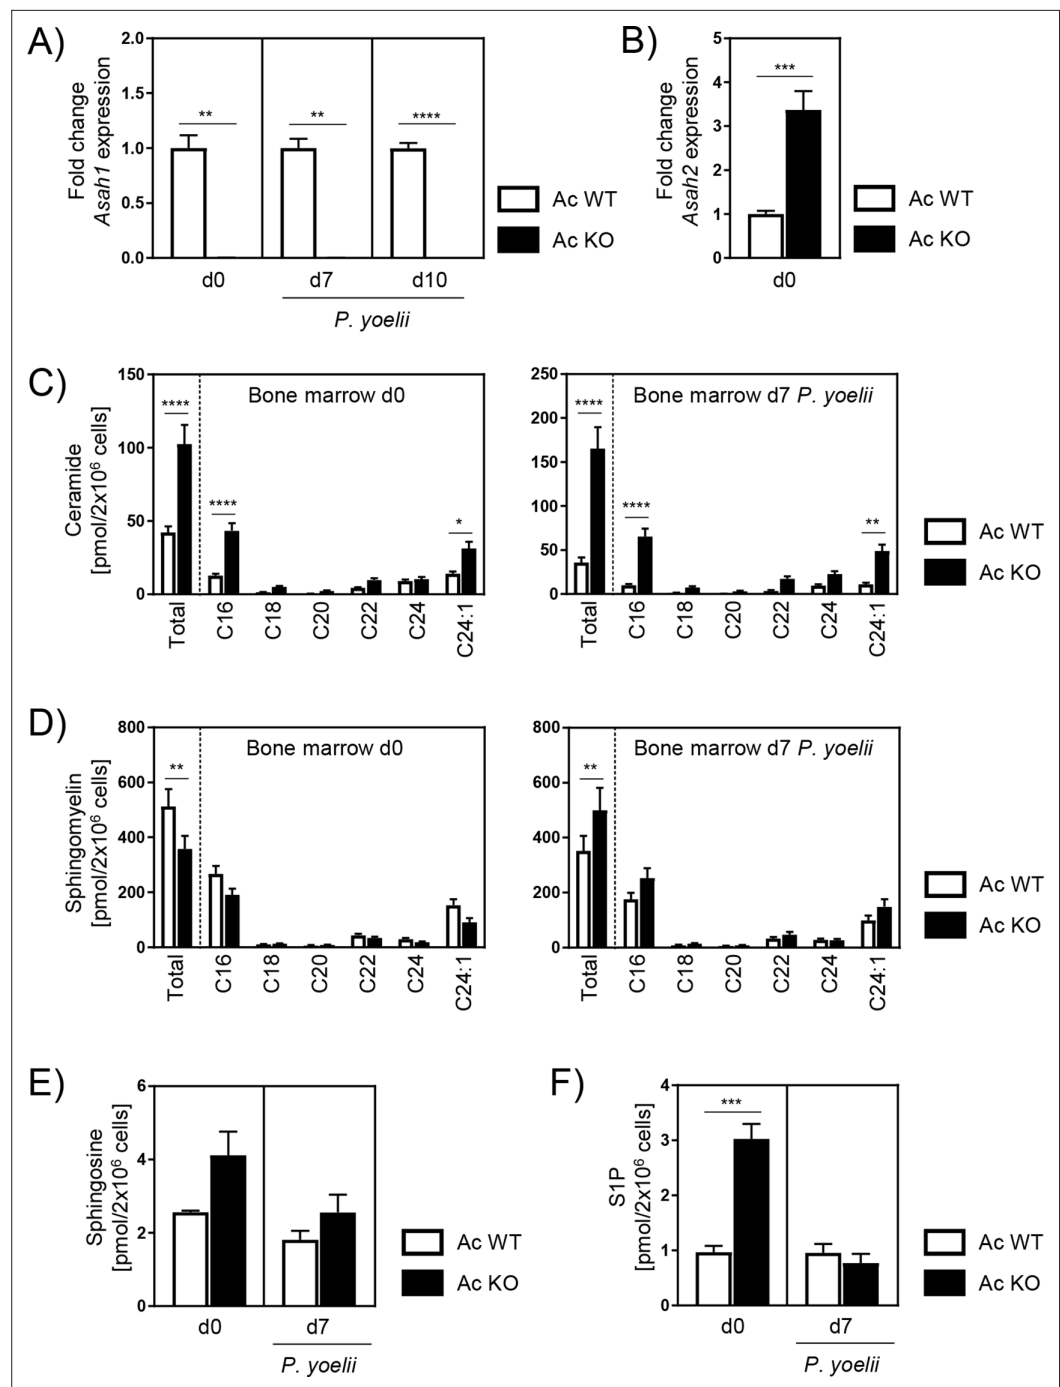 A)
Fold change
Asah1 expression
2.0
1.5
1.0
0.5
0.0
**
**
****
d0
d7
d10
P. yoelii
Ac WT
Ac KO
B)
Fold change
Asah2 expression
5
4
3
2
1
0
***
d0
Ac WT
Ac KO
C)
Ceramide
[pmol/2x10⁶ cells]
150
100
50
0
Bone marrow d0
****
****
*
Total
C16
C18
C20
C22
C24
C24:1
250
200
150
100
50
0
Bone marrow d7 P. yoelii
****
****
**
Total
C16
C18
C20
C22
C24
C24:1
Ac WT
Ac KO
D)
Sphingomyelin
[pmol/2x10⁶ cells]
800
600
400
200
0
Bone marrow d0
**
Total
C16
C18
C20
C22
C24
C24:1
800
600
400
200
0
Bone marrow d7 P. yoelii
**
Total
C16
C18
C20
C22
C24
C24:1
Ac WT
Ac KO
E)
Sphingosine
[pmol/2x10⁶ cells]
6
4
2
0
d0
d7
P. yoelii
Ac WT
Ac KO
F)
S1P
[pmol/2x10⁶ cells]
4
3
2
1
0
***
d0
d7
P. yoelii
Ac WT
Ac KO